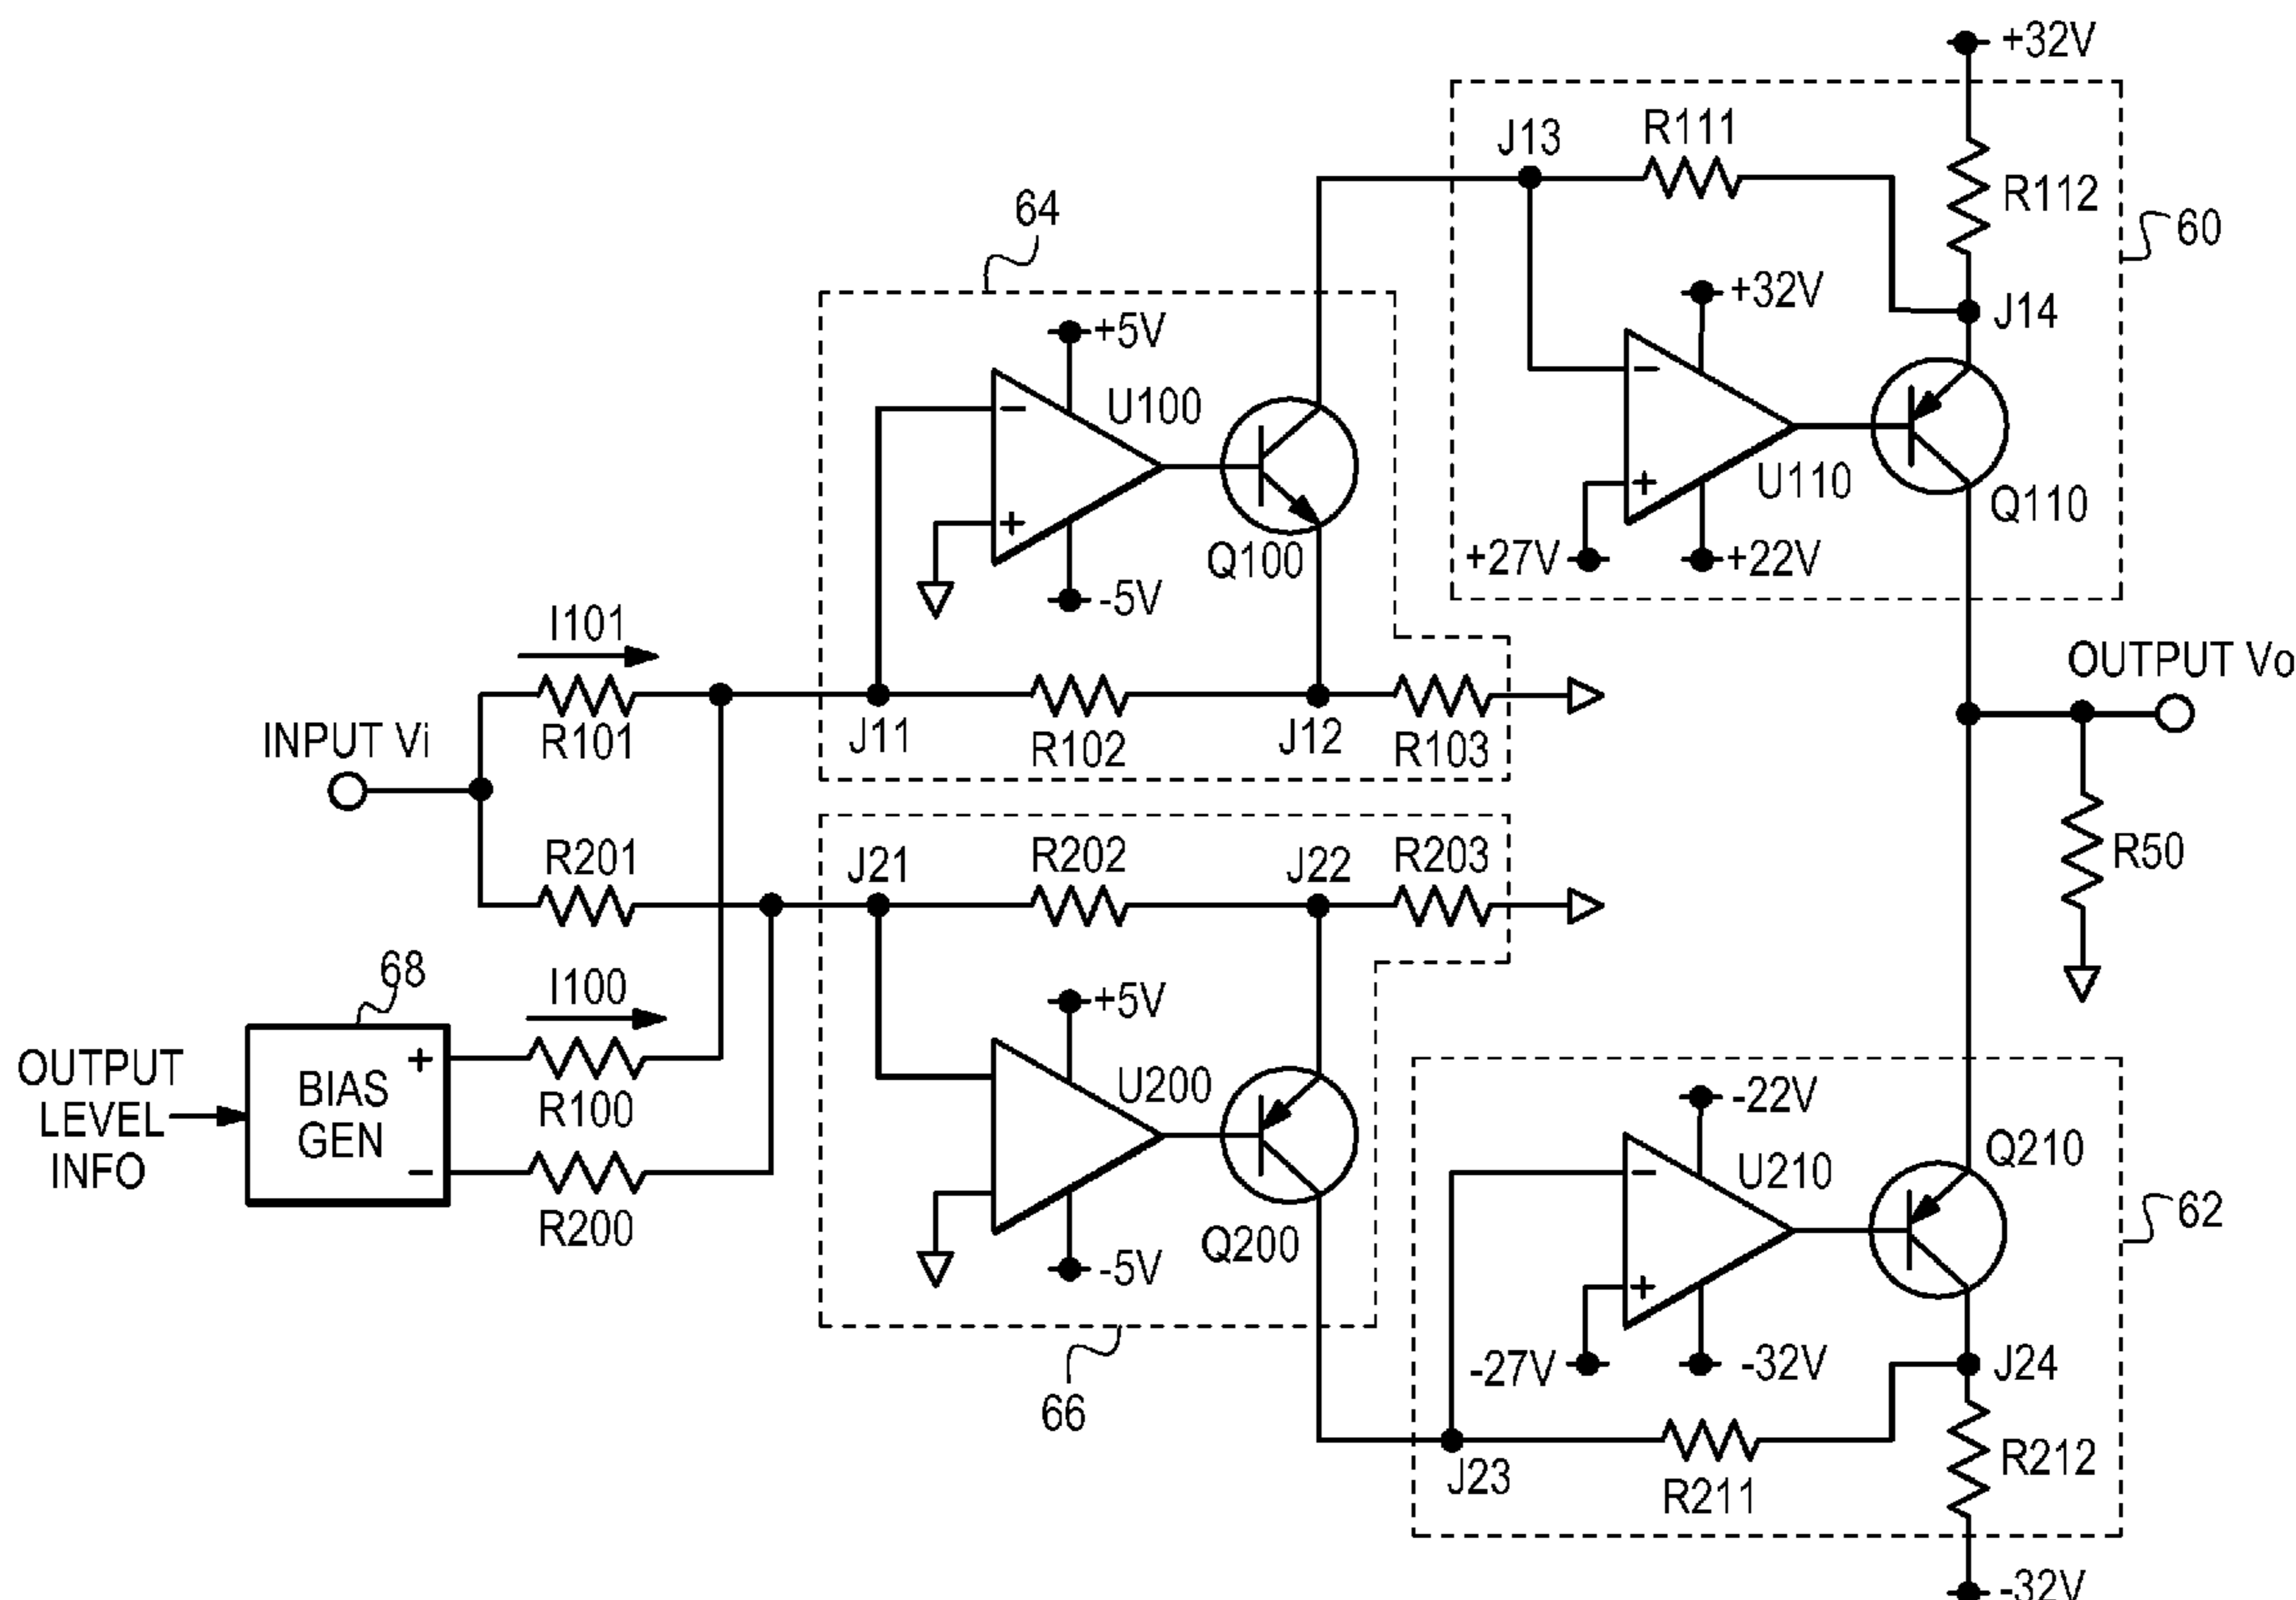 +32V
J13
R111
R112
60
64
+32V
J14
+5V
U100
−
+
-5V
Q100
−
+
U110
Q110
+27V
+22V
I101
R101
INPUT Vi
J11
R102
J12
R103
OUTPUT Vo
R50
R201
J21
R202
J22
R203
68
I100
OUTPUT
LEVEL
INFO
BIAS
GEN
+
−
R100
R200
+5V
U200
-5V
Q200
66
-22V
U210
Q210
62
−
+
-27V
-32V
J24
J23
R211
R212
-32V